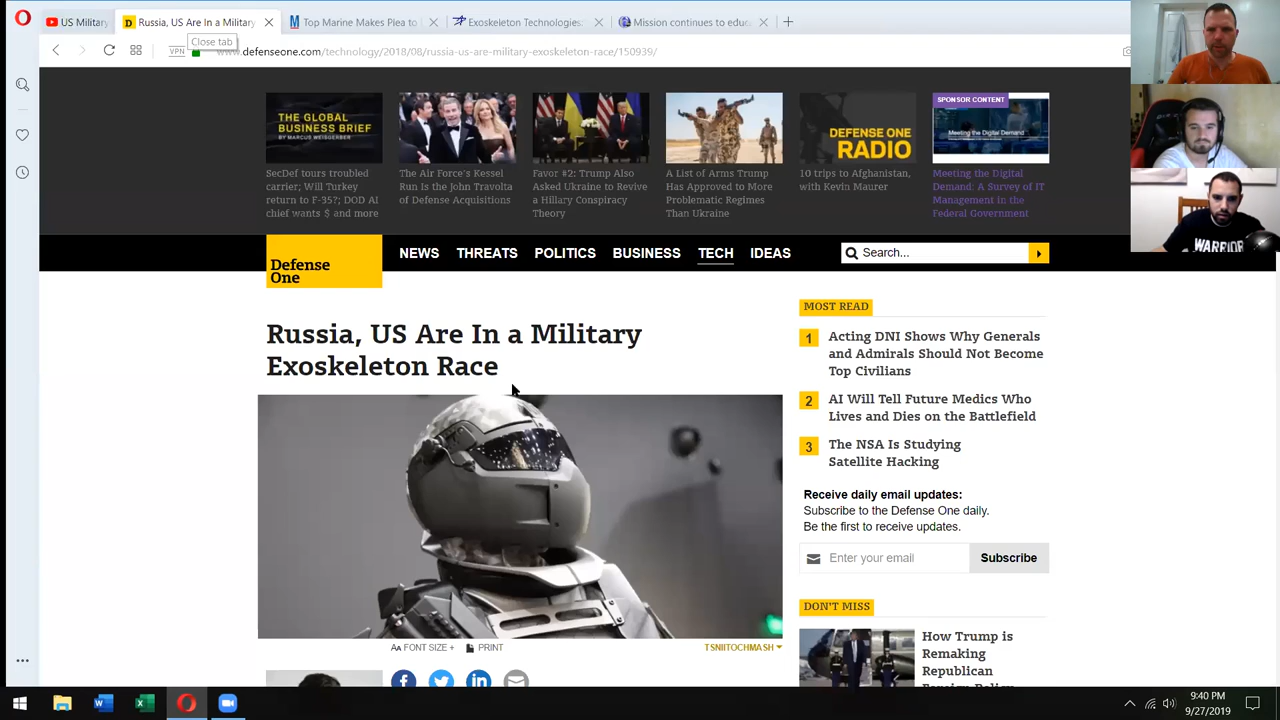 US Military
Russia, US Are In a Military
Top Marine Makes Plea to
Exoskeleton Technologies:
Mission continues to educ
Close tab
VPN
www.defenseone.com/technology/2018/08/russia-us-are-military-exoskeleton-race/150939/
THE GLOBAL
BUSINESS BRIEF
BY MARCUS WEISGERBER
DEFENSE ONE
RADIO
SPONSOR CONTENT
Meeting the Digital Demand
SecDef tours troubled
carrier; Will Turkey
return to F-35?; DOD AI
chief wants $ and more
The Air Force's Kessel
Run Is the John Travolta
of Defense Acquisitions
Favor #2: Trump Also
Asked Ukraine to Revive
a Hillary Conspiracy
Theory
A List of Arms Trump
Has Approved to More
Problematic Regimes
Than Ukraine
10 trips to Afghanistan,
with Kevin Maurer
Meeting the Digital
Demand: A Survey of IT
Management in the
Federal Government
WARRIOR
Defense
One
NEWS
THREATS
POLITICS
BUSINESS
TECH
IDEAS
Search...
Russia, US Are In a Military
Exoskeleton Race
AA FONT SIZE +
PRINT
TSNIITOCHMASH
MOST READ
1
Acting DNI Shows Why Generals
and Admirals Should Not Become
Top Civilians
2
AI Will Tell Future Medics Who
Lives and Dies on the Battlefield
3
The NSA Is Studying
Satellite Hacking
Receive daily email updates:
Subscribe to the Defense One daily.
Be the first to receive updates.
Enter your email
Subscribe
DON'T MISS
How Trump is
Remaking
Republican
Foreign Policy
9:40 PM
9/27/2019